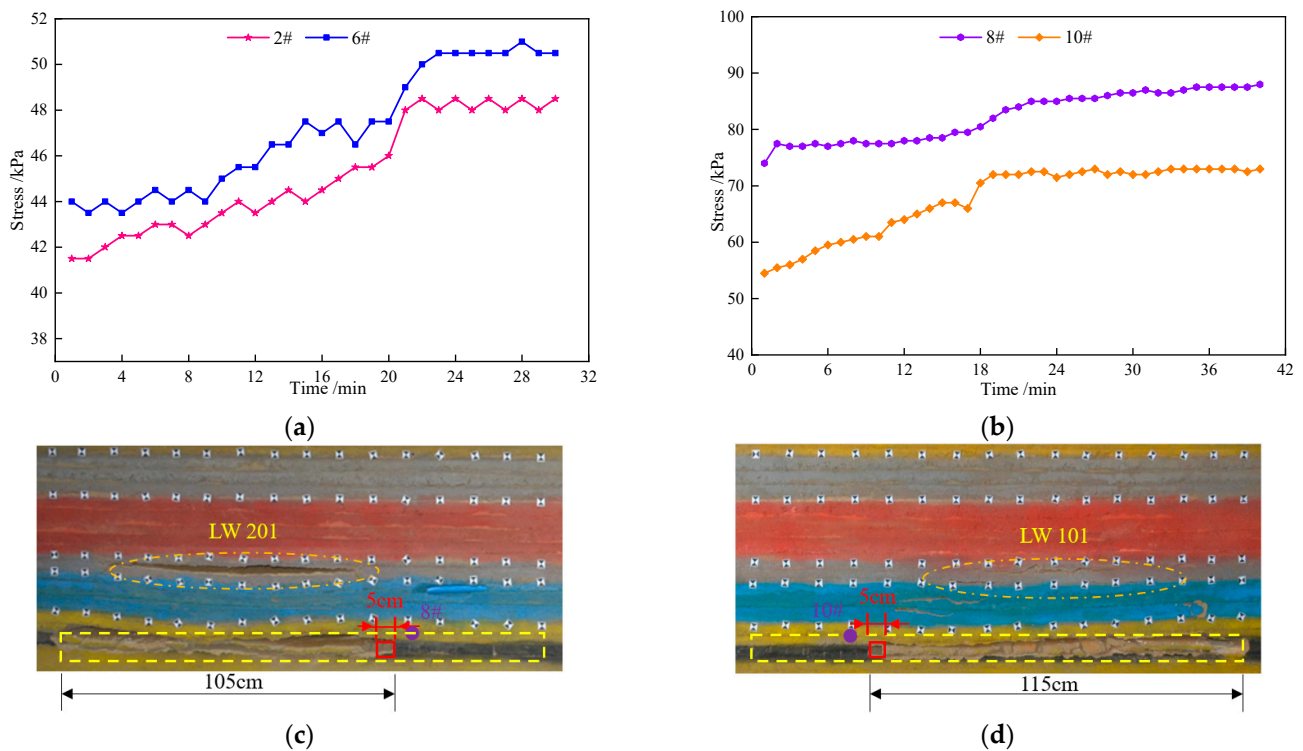 52
50
48
46
44
42
40
38
Stress /kPa
2# 6#
0 4 8 12 16 20 24 28 32
Time /min
(a)
100
90
80
70
60
50
40
Stress /kPa
8# 10#
0 6 12 18 24 30 36 42
Time /min
(b)
LW 201
5cm
8#
105cm
(c)
LW 101
10#
5cm
115cm
(d)